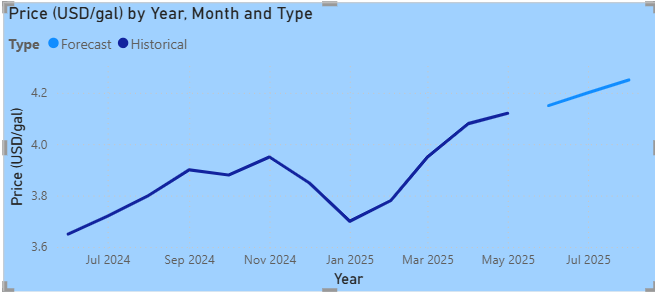 Price (USD/gal) by Year, Month and Type
Type Forecast Historical
Price (USD/gal)
4.2
4.0
3.8
3.6
Jul 2024 Sep 2024 Nov 2024 Jan 2025 Mar 2025 May 2025 Jul 2025
Year